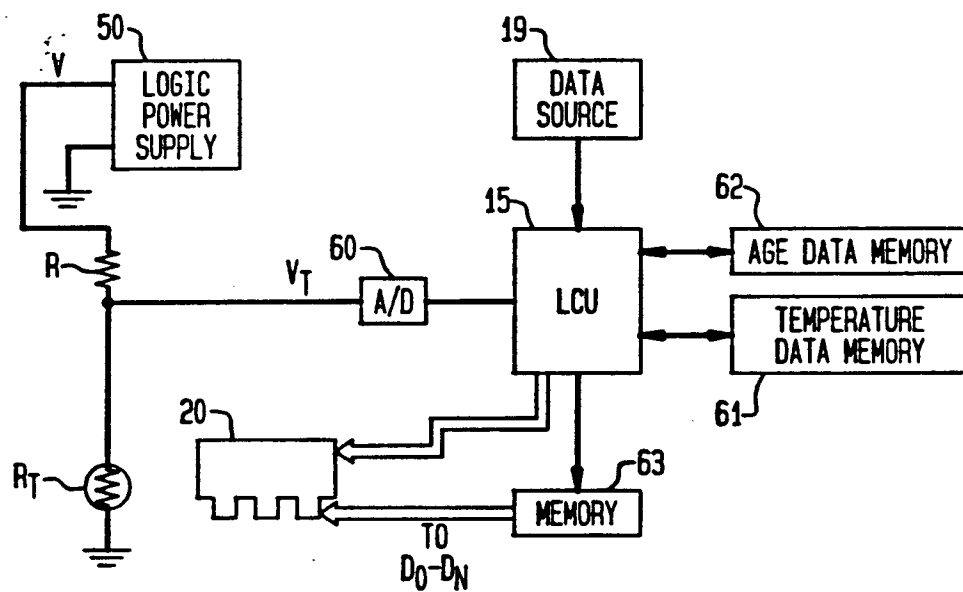 50
V
LOGIC
POWER
SUPPLY
19
DATA
SOURCE
15
LCU
62
AGE DATA MEMORY
TEMPERATURE
DATA MEMORY
61
R
V_T
60
A/D
20
63
MEMORY
R_T
TO
D_0-D_N